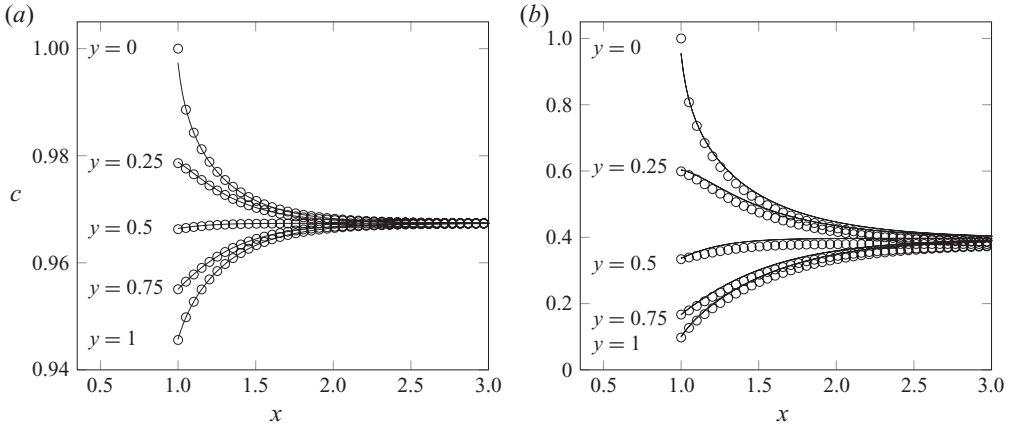 (a)
1.00
0.98
0.96
0.94
c
y = 0
y = 0.25
y = 0.5
y = 0.75
y = 1
0.5 1.0 1.5 2.0 2.5 3.0
x
(b)
1.0
0.8
0.6
0.4
0.2
0
y = 0
y = 0.25
y = 0.5
y = 0.75
y = 1
0.5 1.0 1.5 2.0 2.5 3.0
x